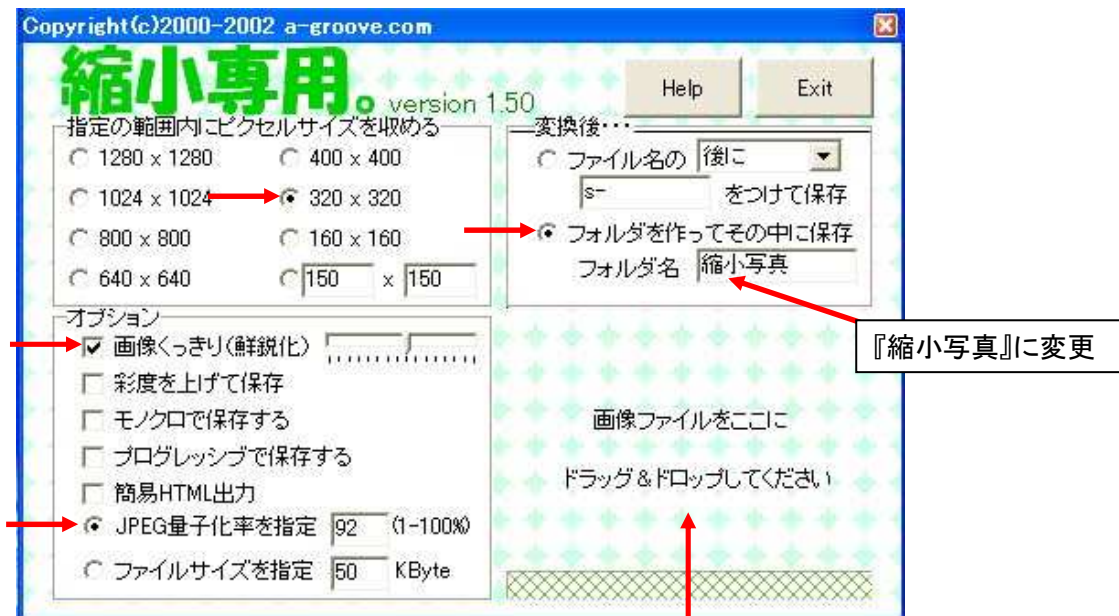 Copyright(c)2000-2002 a-groove.com
縮小専用。version 1.50
Help
Exit
指定の範囲内にピクセルサイズを収める
1280 x 1280
400 x 400
1024 x 1024
320 x 320
800 x 800
160 x 160
640 x 640
150 x 150
変換後・・・
ファイル名の 後に
s-
をつけて保存
フォルダを作ってその中に保存
フォルダ名 縮小写真
『縮小写真』に変更
オプション
画像くっきり(鮮鋭化)
彩度を上げて保存
モノクロで保存する
プログレッシブで保存する
簡易HTML出力
JPEG量子化率を指定 92 (1-100%)
ファイルサイズを指定 50 KByte
画像ファイルをここに
ドラッグ&ドロップしてください